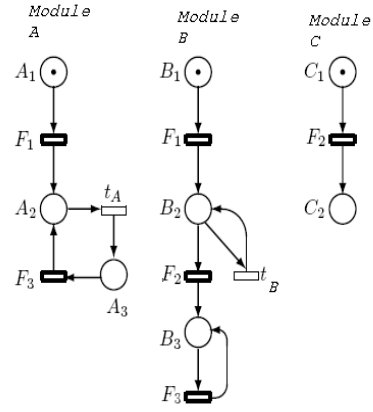 Module A
Module B
Module C
A1
B1
C1
F1
F1
F2
A2
tA
B2
C2
F3
A3
F2
tB
B3
F3